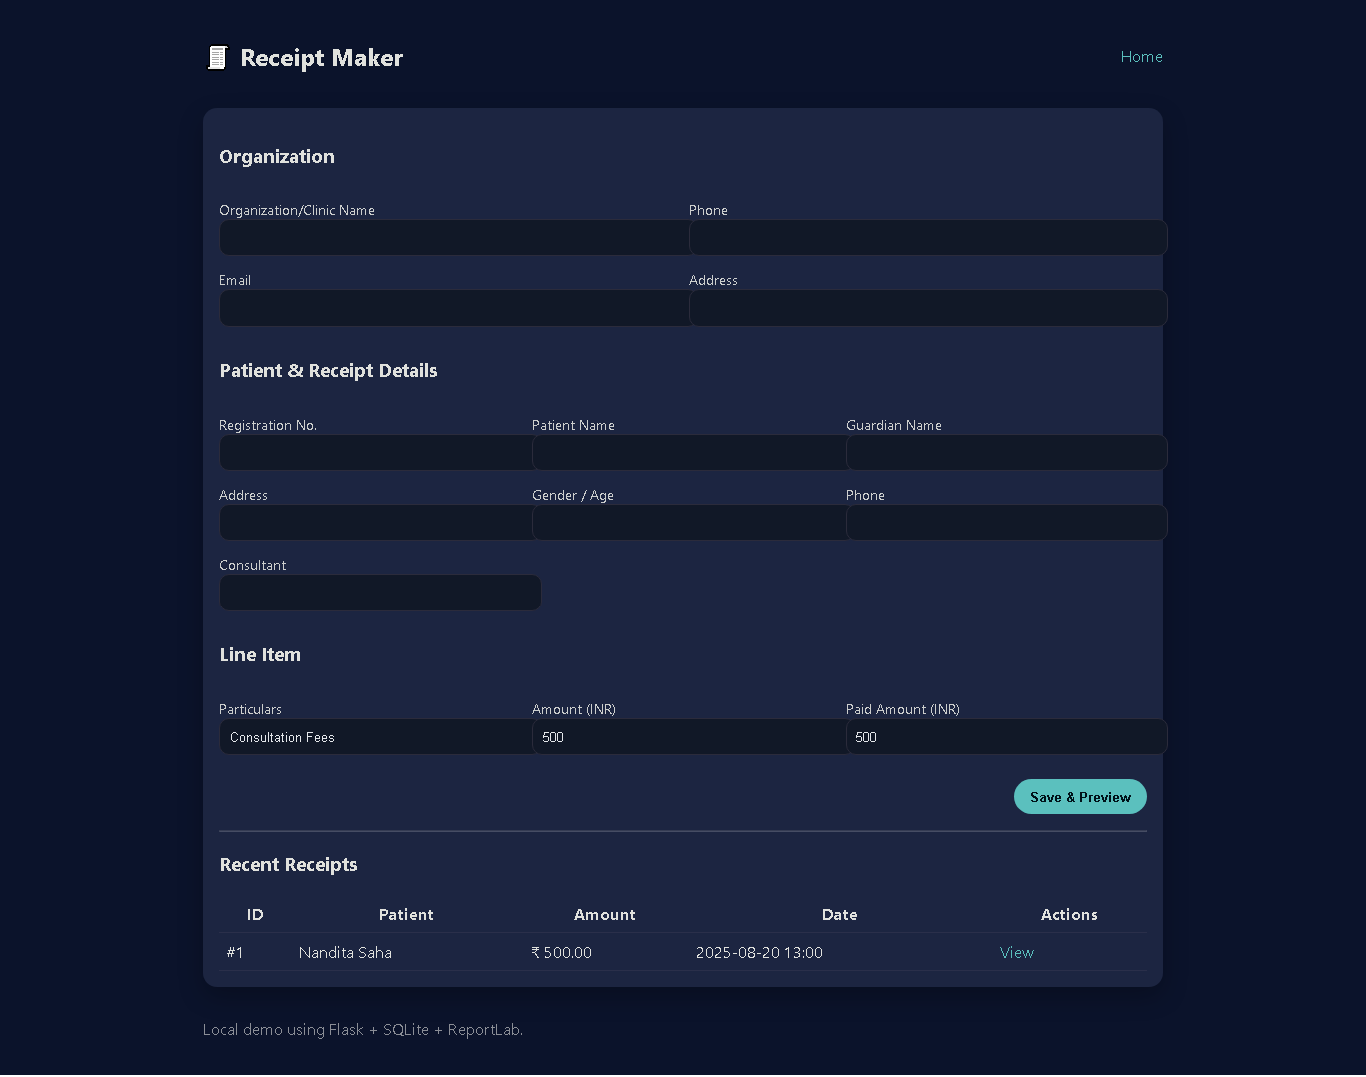 Receipt Maker
Home
Organization
Organization/Clinic Name Phone
Email Address
Patient & Receipt Details
Registration No. Patient Name Guardian Name
Address Gender / Age Phone
Consultant
Line Item
Particulars Amount (INR) Paid Amount (INR)
Consultation Fees 500 500
Save & Preview
Recent Receipts
ID Patient Amount Date Actions
#1 Nandita Saha ₹ 500.00 2025-08-20 13:00 View
Local demo using Flask + SQLite + ReportLab.